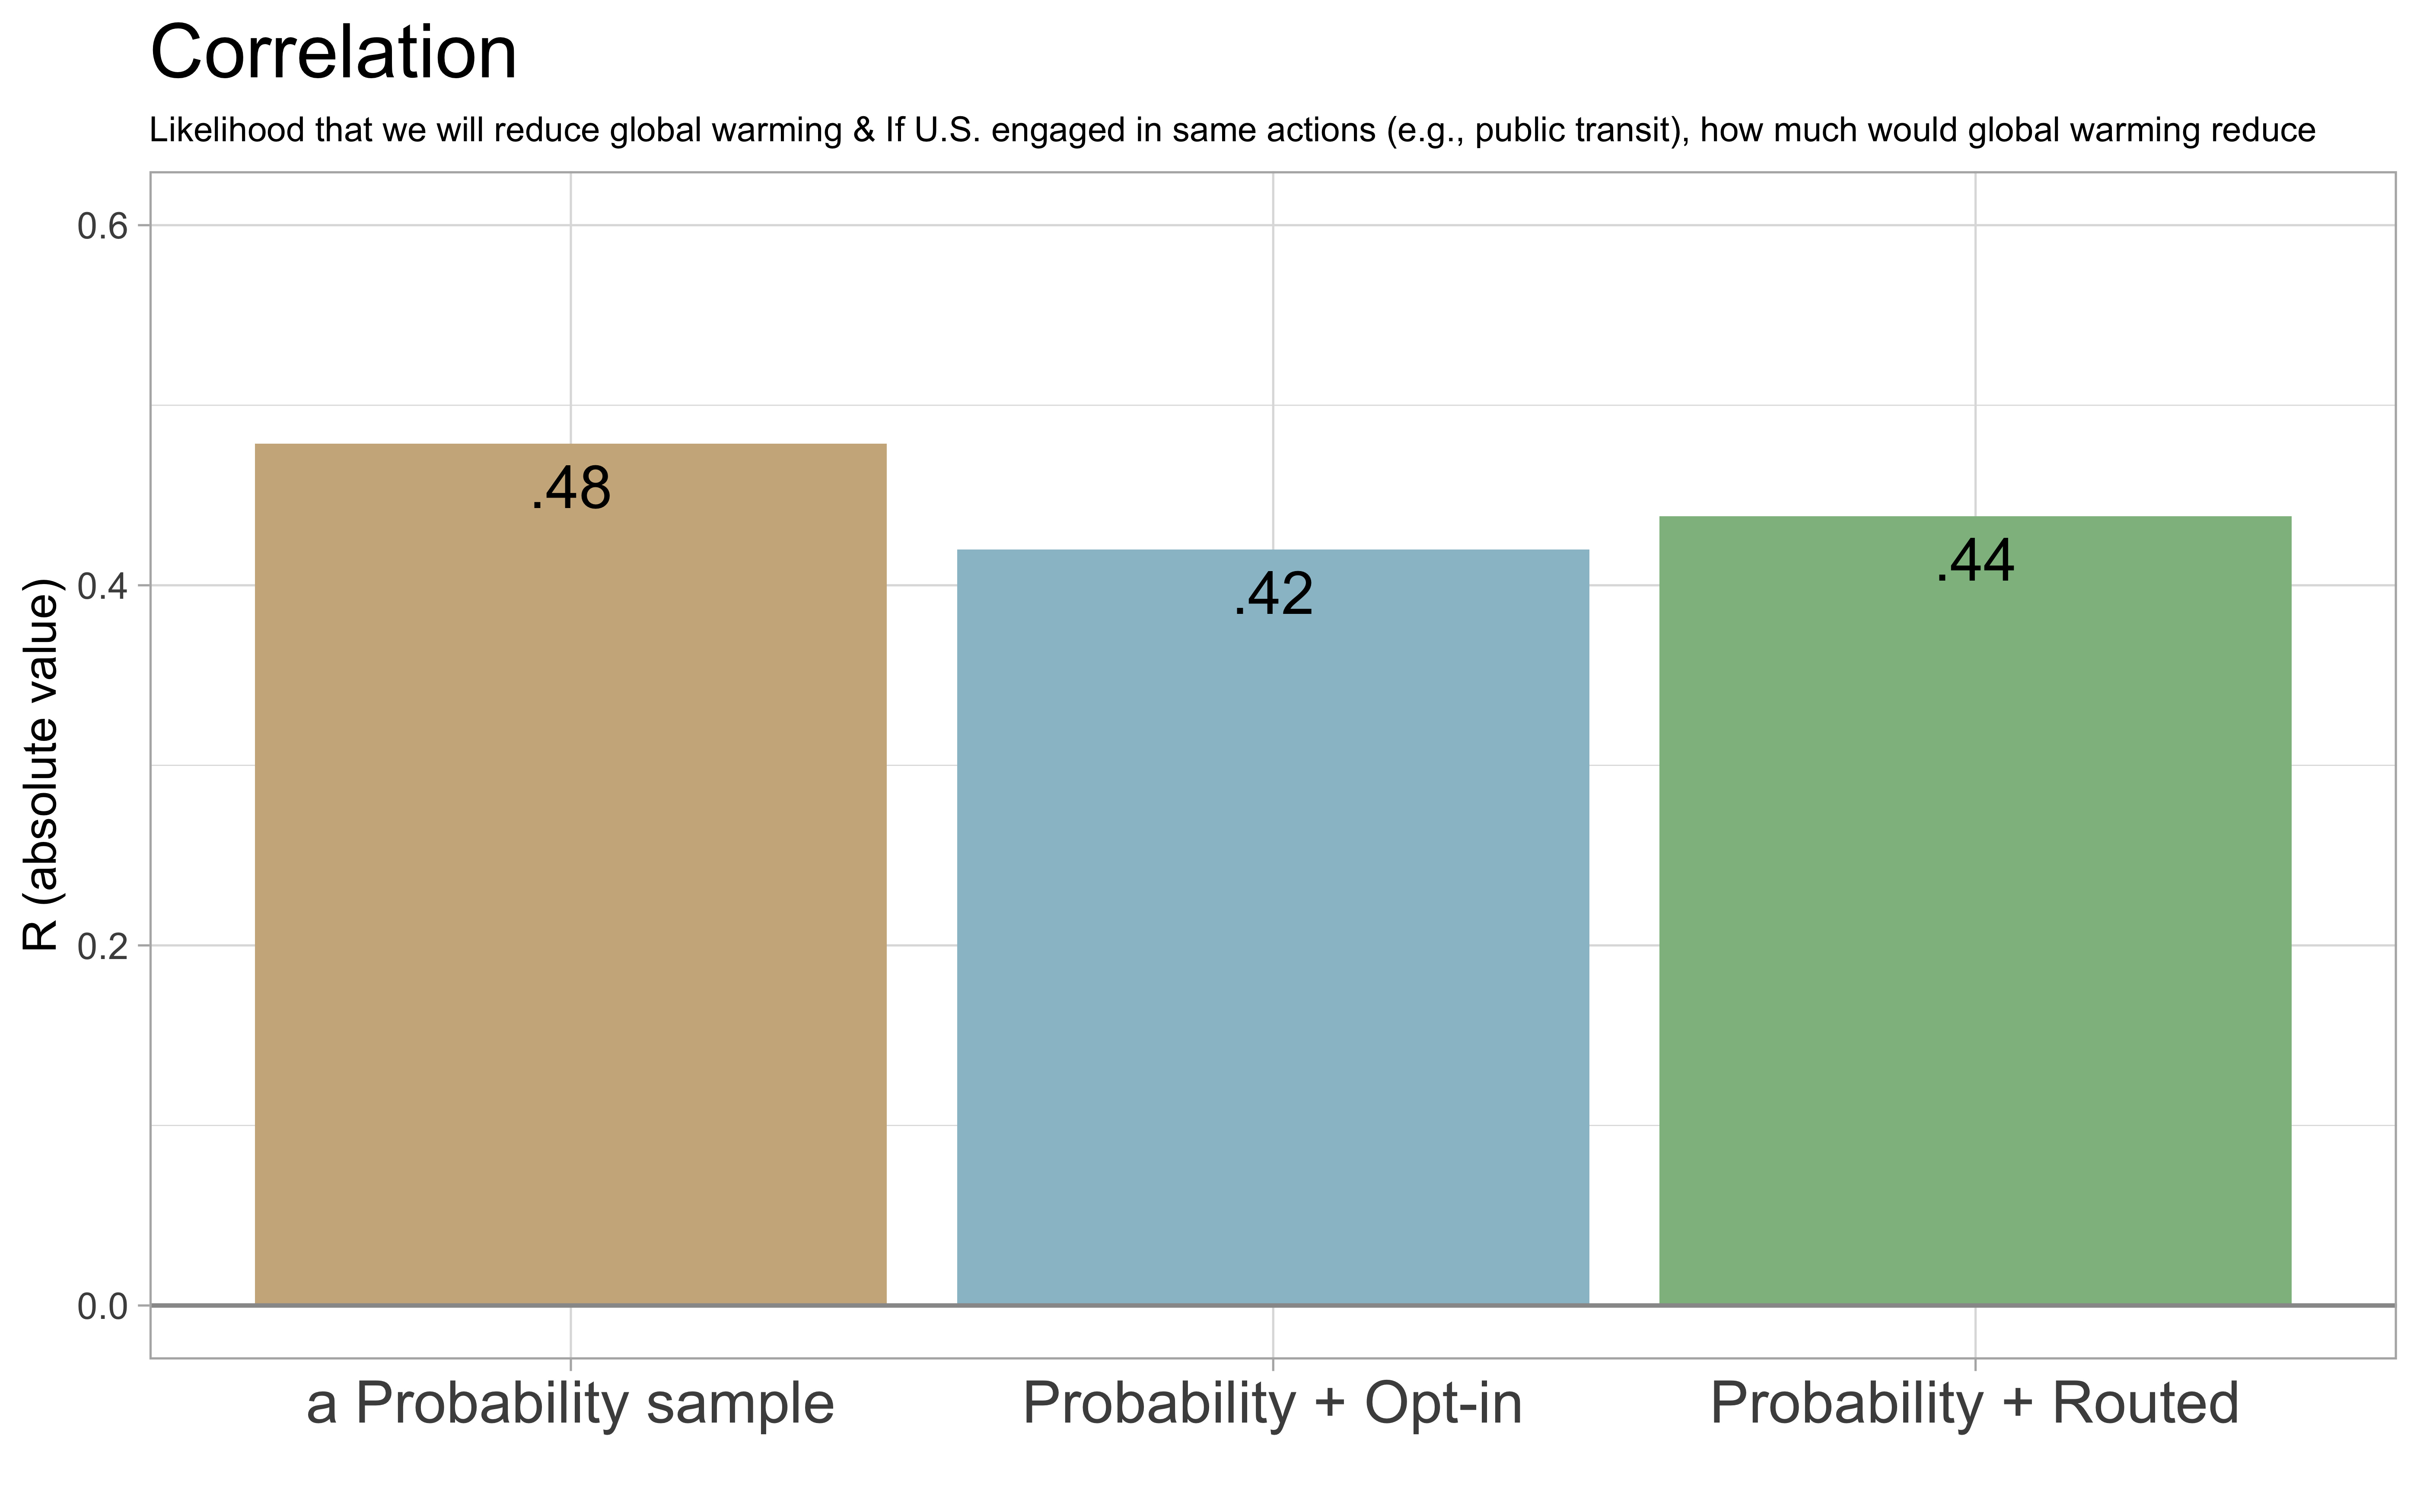 Correlation
Likelihood that we will reduce global warming & If U.S. engaged in same actions (e.g., public transit), how much would global warming reduce
R (absolute value)
0.6
0.4
0.2
0.0
.48
.42
.44
a Probability sample
Probability + Opt-in
Probability + Routed